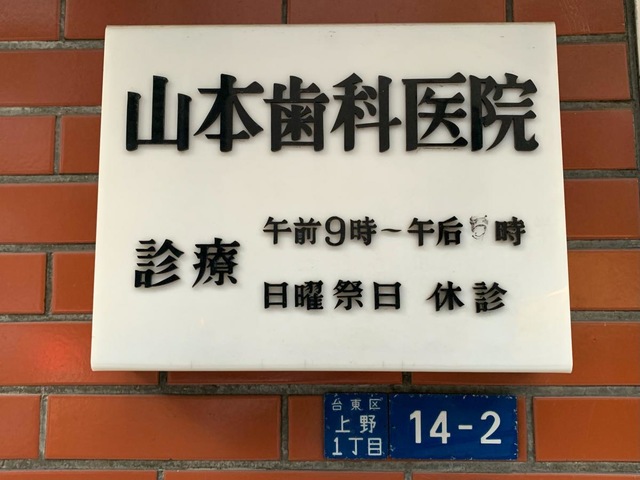 山本歯科医院
診療
午前9時～午后 時
日曜祭日 休診
台東区
上野
1丁目
14-2